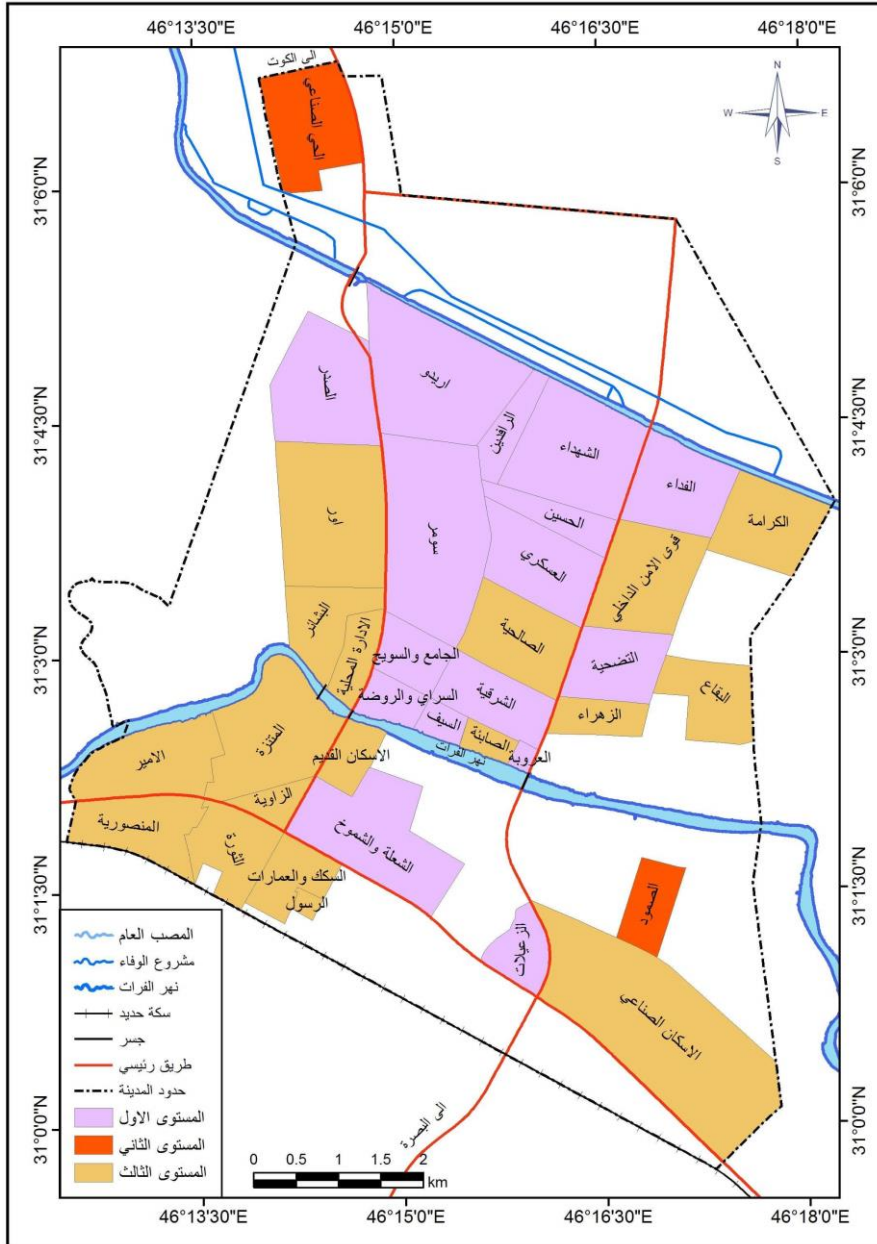 46°13'30"E
46°15'0"E
46°16'30"E
46°18'0"E
31°6'0"N
31°4'30"N
31°3'0"N
31°1'30"N
31°0'0"N
31°6'0"N
31°4'30"N
31°3'0"N
31°1'30"N
31°0'0"N
N
W
E
S
الى الكوت
الحي الصناعي
الصدر
اريدو
الرافدين
الشهداء
الفداء
الكرامة
اور
سومر
الحسين
العسكري
قوى الامن الداخلي
البشائر
الادارة المحلية
الصالحية
التضحية
البقاع
الجامع والسويج
السراي والروضة
الشرقية
الزهراء
السيف
الصابئة
العروبة
نهر الفرات
المتنزة
الامير
الاسكان القديم
الزاوية
المنصورية
الثورة
الشعلة والشموخ
السكك والعمارات
الرسول
الصمود
الزعيلات
الاسكان الصناعي
الى البصرة
المصب العام
مشروع الوفاء
نهر الفرات
سكة حديد
جسر
طريق رئيسي
حدود المدينة
المستوى الاول
المستوى الثاني
المستوى الثالث
0 0.5 1 1.5 2
km
46°13'30"E
46°15'0"E
46°16'30"E
46°18'0"E